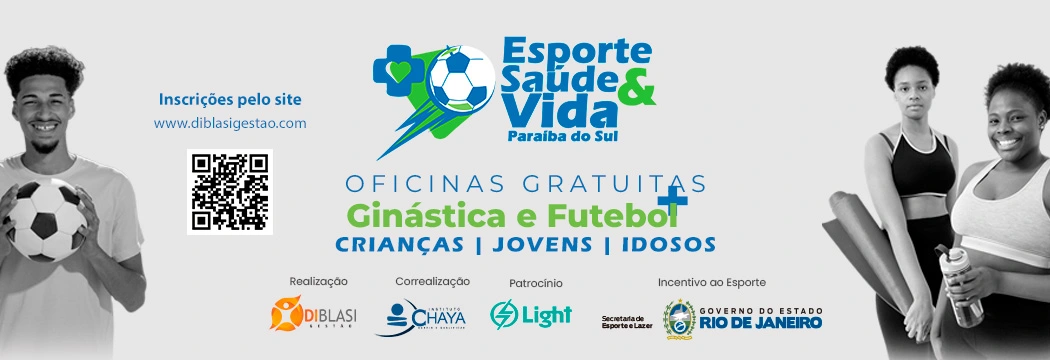 Inscrições pelo site
www.diblasigestao.com
Esporte
Saúde &
Vida
Paraíba do Sul
OFICINAS GRATUITAS
Ginástica e Futebol
CRIANÇAS | JOVENS | IDOSOS
Realização
DIBLASI
GESTÃO
Correalização
INSTITUTO
CHAYA
Patrocínio
Light
Incentivo ao Esporte
Secretaria de
Esporte e Lazer
GOVERNO DO ESTADO
RIO DE JANEIRO